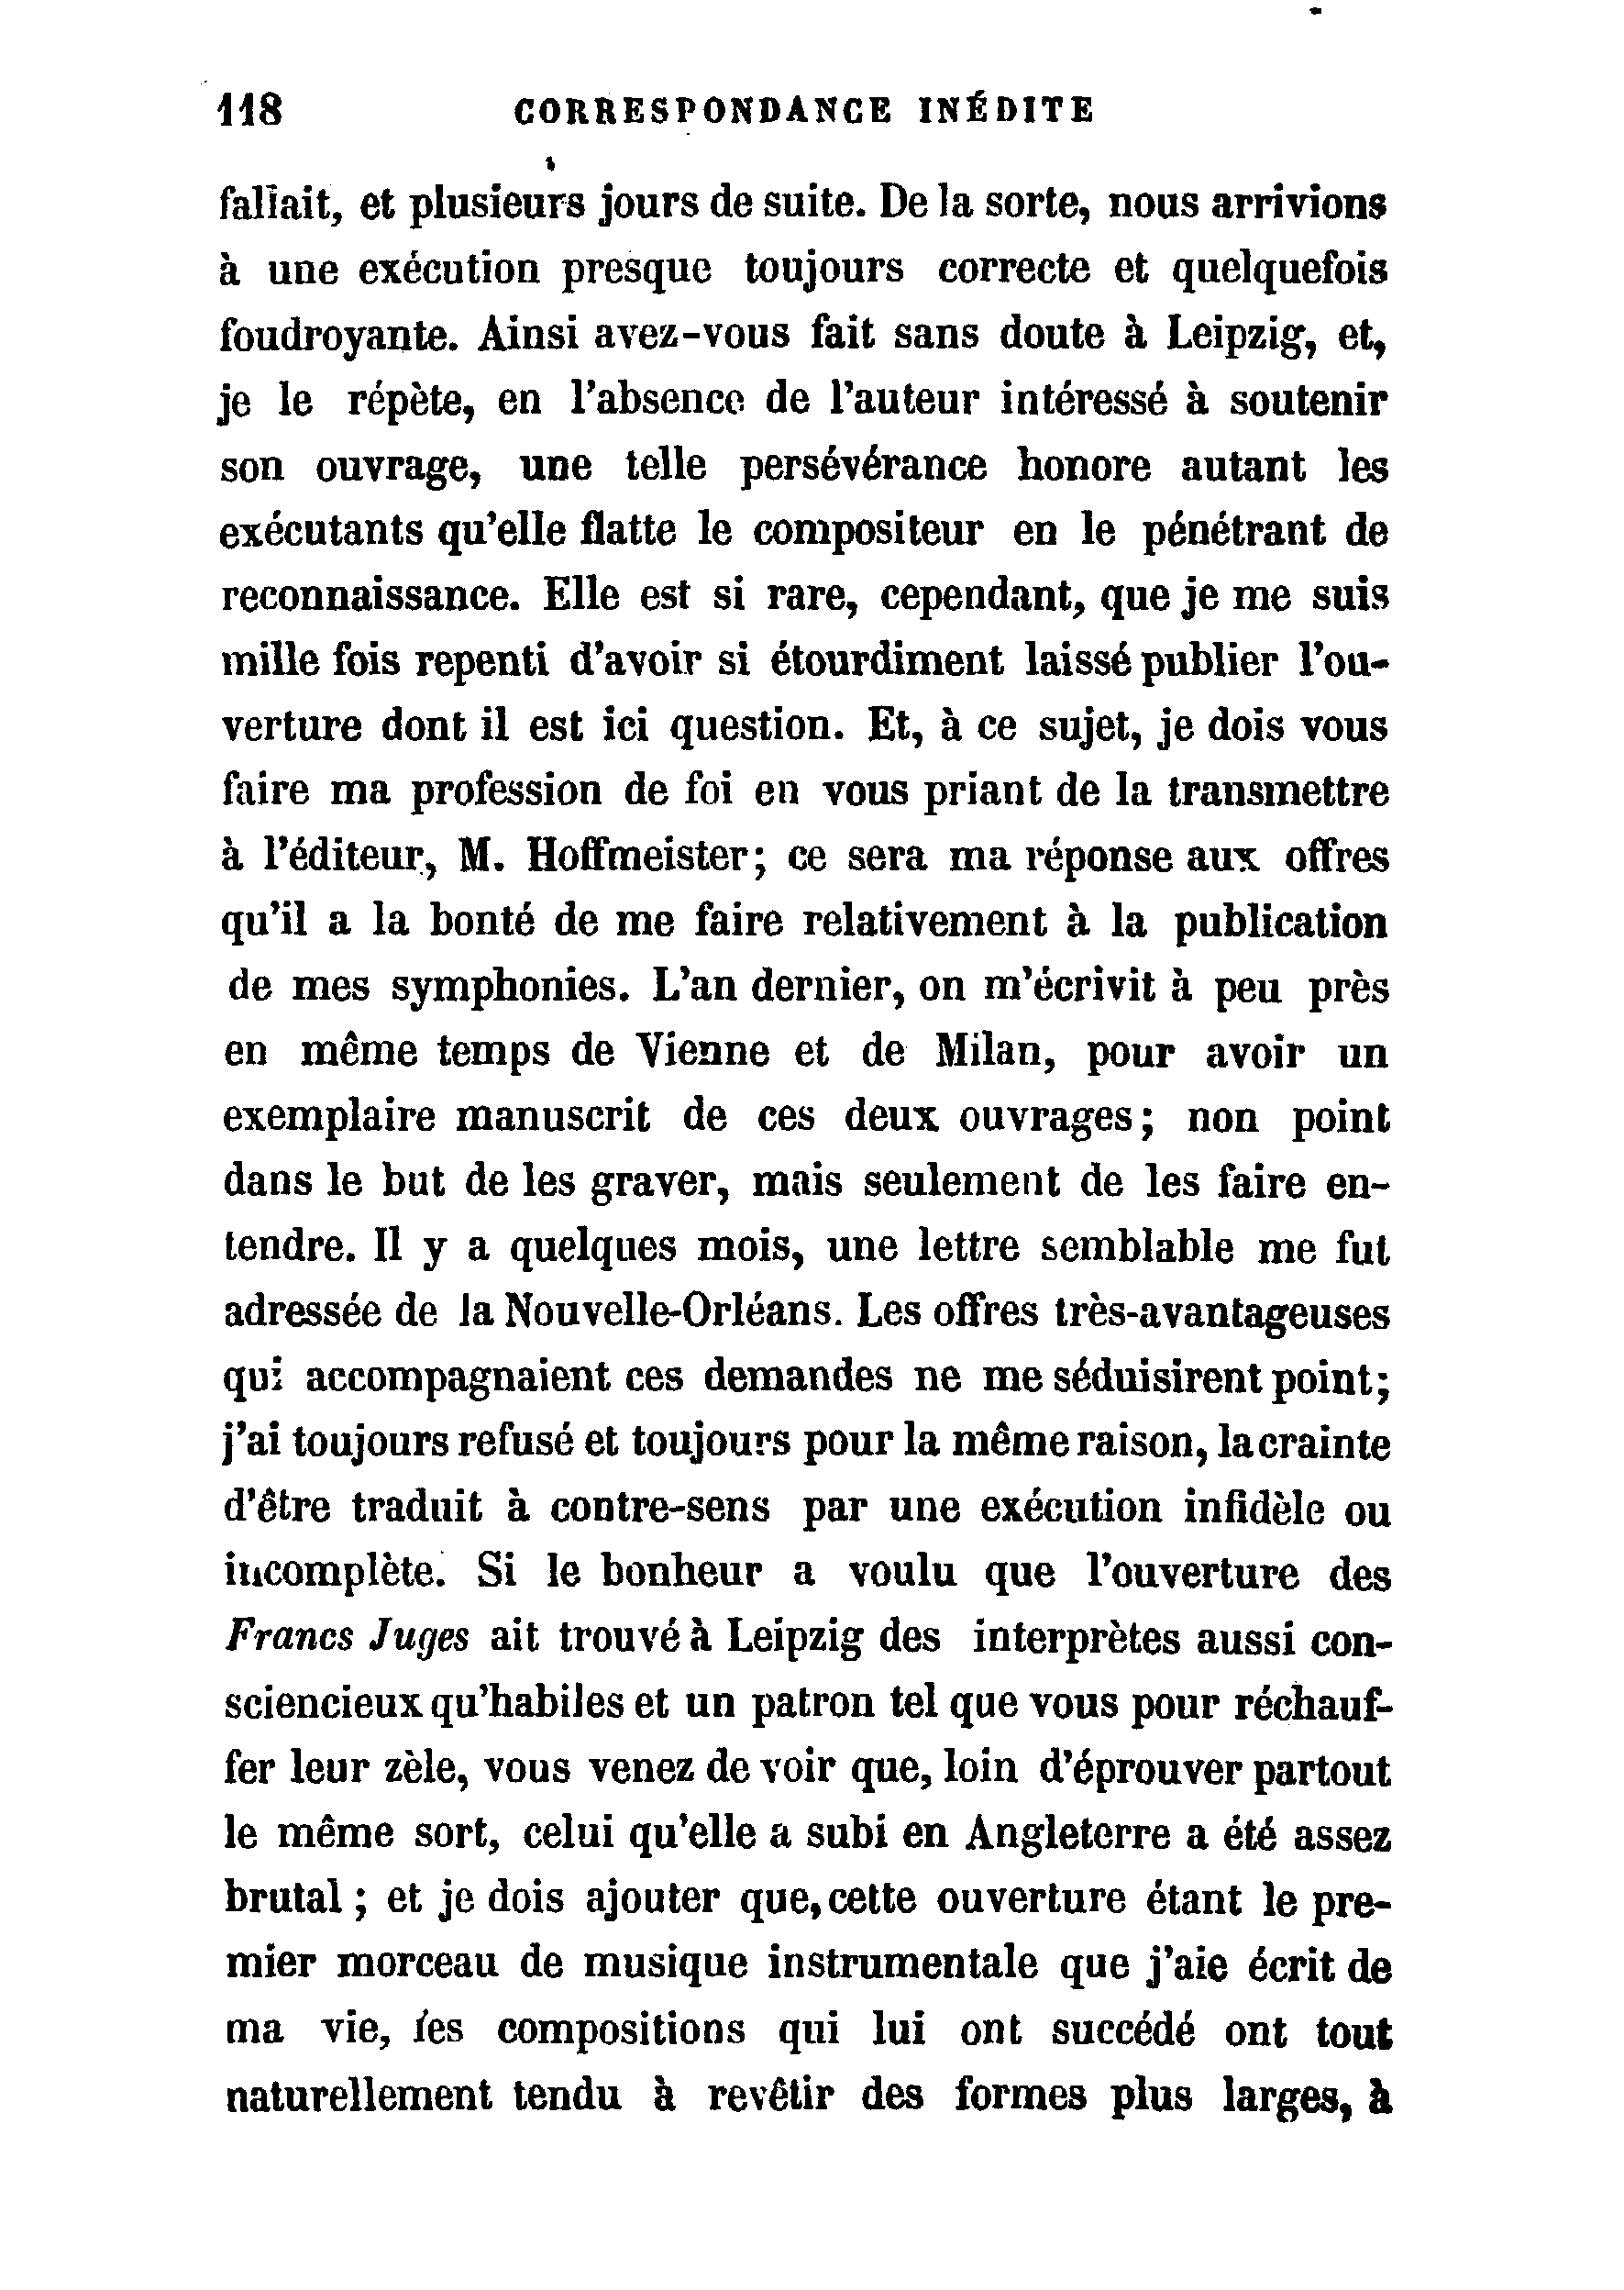 118 CORRESPONDANCE INÉDITE
fallait, et plusieurs jours de suite. De la sorte, nous arrivions
à une exécution presque toujours correcte et quelquefois
foudroyante. Ainsi avez-vous fait sans doute à Leipzig, et,
je le répète, en l'absence de l'auteur intéressé à soutenir
son ouvrage, une telle persévérance honore autant les
exécutants qu'elle flatte le compositeur en le pénétrant de
reconnaissance. Elle est si rare, cependant, que je me suis
mille fois repenti d'avoir si étourdiment laissé publier l'ou-
verture dont il est ici question. Et, à ce sujet, je dois vous
faire ma profession de foi en vous priant de la transmettre
à l'éditeur, M. Hoffmeister; ce sera ma réponse aux offres
qu'il a la bonté de me faire relativement à la publication
de mes symphonies. L'an dernier, on m'écrivit à peu près
en même temps de Vienne et de Milan, pour avoir un
exemplaire manuscrit de ces deux ouvrages; non point
dans le but de les graver, mais seulement de les faire en-
tendre. Il y a quelques mois, une lettre semblable me fut
adressée de la Nouvelle-Orléans. Les offres très-avantageuses
qui accompagnaient ces demandes ne me séduisirent point;
j'ai toujours refusé et toujours pour la même raison, la crainte
d'être traduit à contre-sens par une exécution infidèle ou
incomplète. Si le bonheur a voulu que l'ouverture des
Francs Juges ait trouvé à Leipzig des interprètes aussi con-
sciencieux qu'habiles et un patron tel que vous pour réchauf-
fer leur zèle, vous venez de voir que, loin d'éprouver partout
le même sort, celui qu'elle a subi en Angleterre a été assez
brutal ; et je dois ajouter que, cette ouverture étant le pre-
mier morceau de musique instrumentale que j'aie écrit de
ma vie, les compositions qui lui ont succédé ont tout
naturellement tendu à revêtir des formes plus larges, à